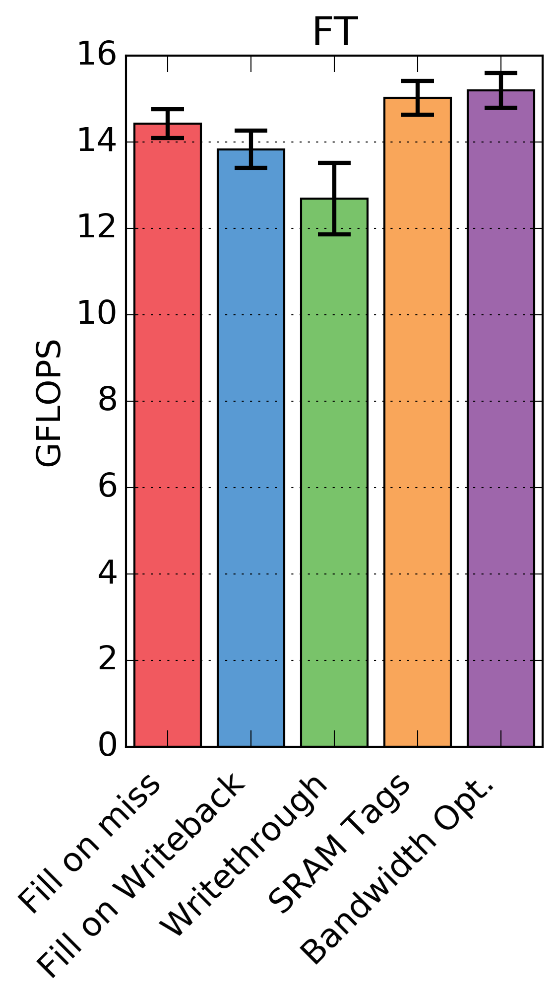 FT
16
14
12
10
8
6
4
2
0
GFLOPS
Fill on miss
Fill on Writeback
Writethrough
SRAM Tags
Bandwidth Opt.